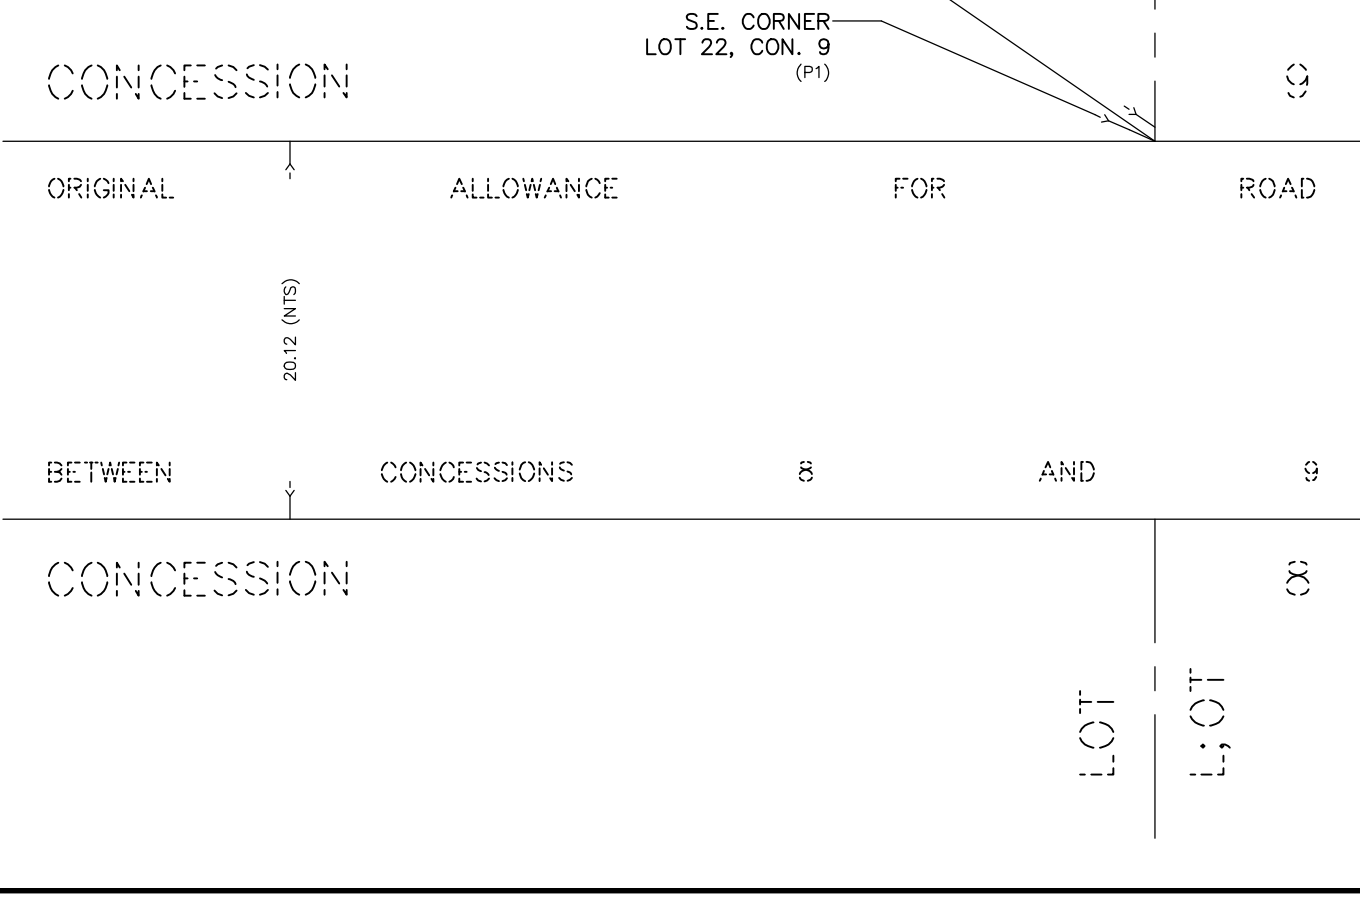 S.E. CORNER
LOT 22, CON. 9
(P1)
CONCESSION 9
ORIGINAL ALLOWANCE FOR ROAD
20.12 (NTS)
BETWEEN CONCESSIONS 8 AND 9
CONCESSION 8
LOT
L;OT